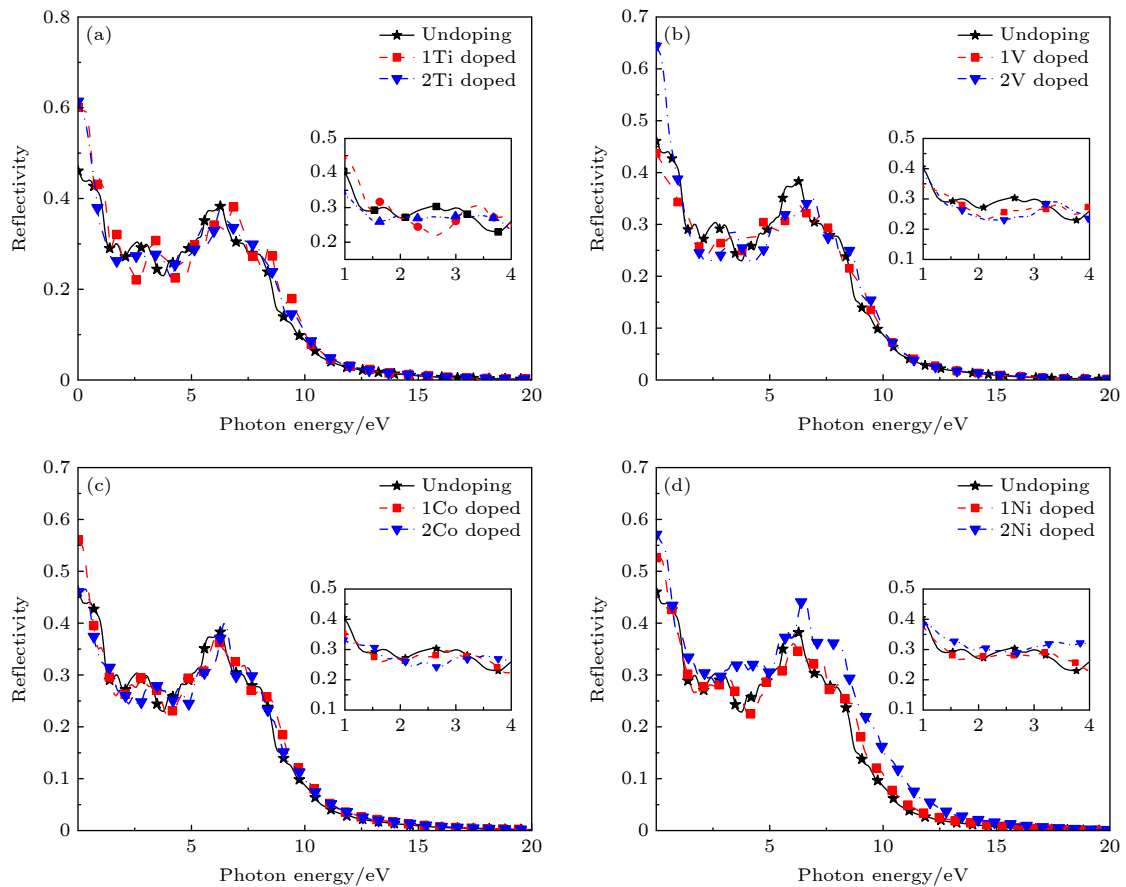 (a)
Undoping
1Ti doped
2Ti doped
Reflectivity
0.8
0.6
0.4
0.2
0
0.5
0.4
0.3
0.2
1 2 3 4
0 5 10 15 20
Photon energy/eV
(b)
Undoping
1V doped
2V doped
Reflectivity
0.7
0.6
0.5
0.4
0.3
0.2
0.1
0
0.5
0.4
0.3
0.2
0.1
1 2 3 4
5 10 15 20
Photon energy/eV
(c)
Undoping
1Co doped
2Co doped
Reflectivity
0.7
0.6
0.5
0.4
0.3
0.2
0.1
0
0.5
0.4
0.3
0.2
0.1
1 2 3 4
5 10 15 20
Photon energy/eV
(d)
Undoping
1Ni doped
2Ni doped
Reflectivity
0.7
0.6
0.5
0.4
0.3
0.2
0.1
0
0.5
0.4
0.3
0.2
0.1
1 2 3 4
5 10 15 20
Photon energy/eV